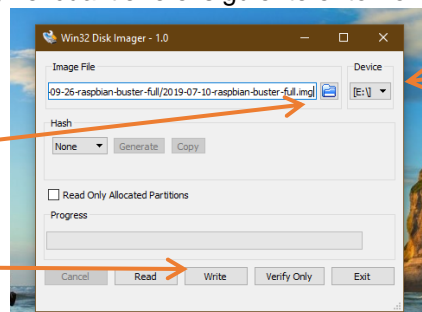 Win32 Disk Imager - 1.0
Image File
Device
-09-26-raspbian-buster-full/2019-07-10-raspbian-buster-full.img
[E:\]
Hash
None
Generate
Copy
Read Only Allocated Partitions
Progress
Cancel
Read
Write
Verify Only
Exit